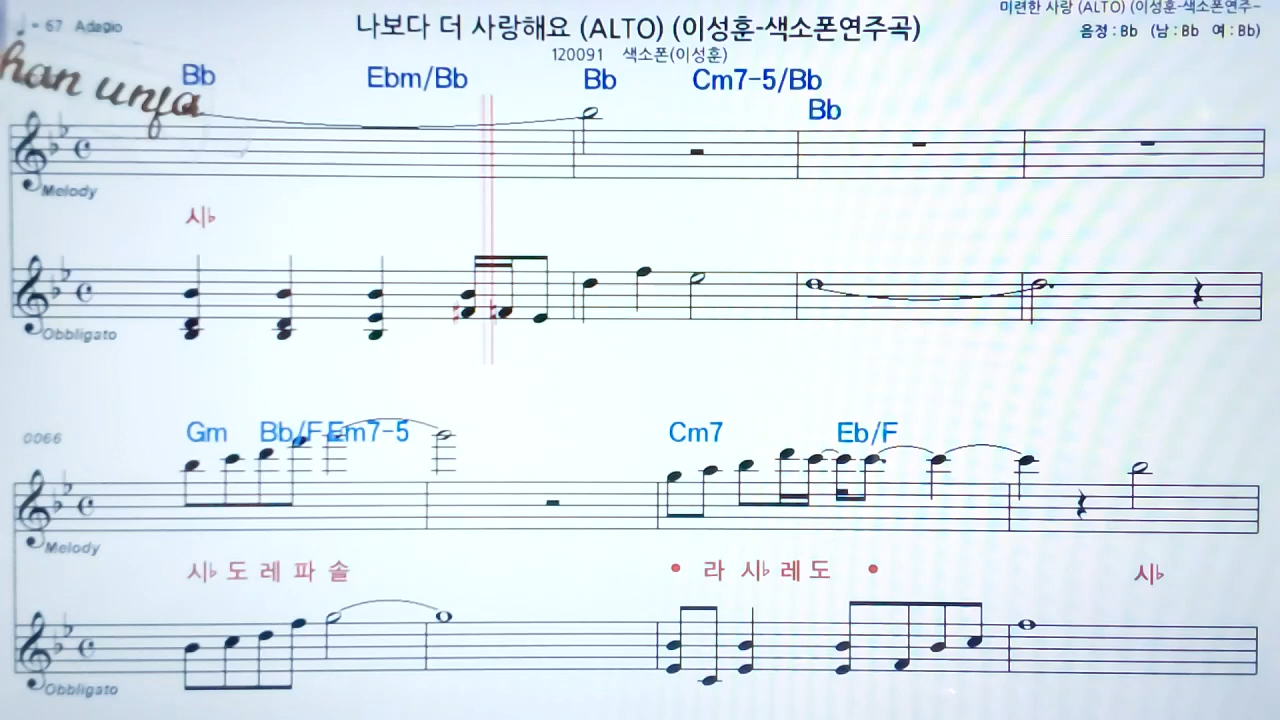 ♩= 67 Adagio
나보다 더 사랑해요 (ALTO) (이성훈-색소폰연주곡)
미련한 사랑 (ALTO) (이성훈-색소폰연주-
120091 색소폰(이성훈)
음정 : Bb (남 : Bb 여 : Bb)
Bb Ebm/Bb Bb Cm7-5/Bb
Bb
Melody
시♭
Obbligato
0066
Gm Bb/F Em7-5 Cm7 Eb/F
Melody
시♭ 도 레 파 솔 • 라 시♭ 레 도 • 시♭
Obbligato